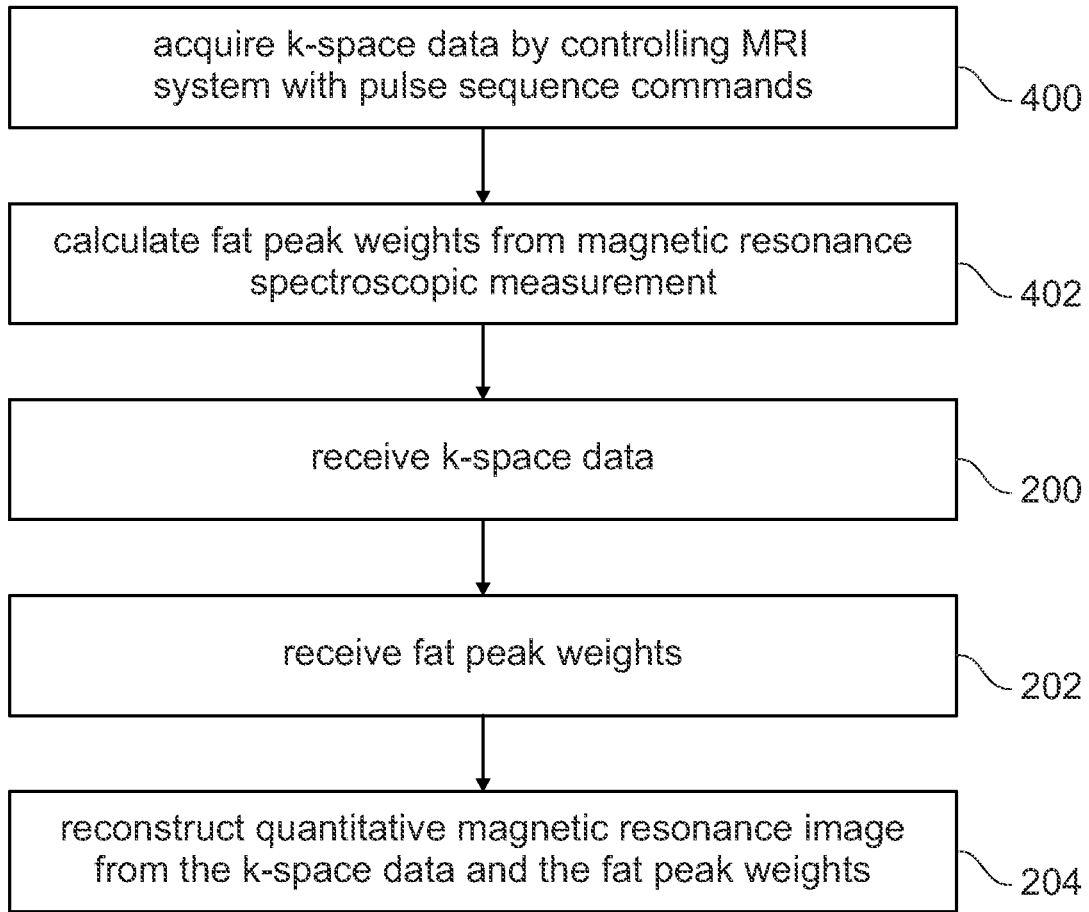 acquire k-space data by controlling MRI
system with pulse sequence commands
400
calculate fat peak weights from magnetic resonance
spectroscopic measurement
402
receive k-space data
200
receive fat peak weights
202
reconstruct quantitative magnetic resonance image
from the k-space data and the fat peak weights
204